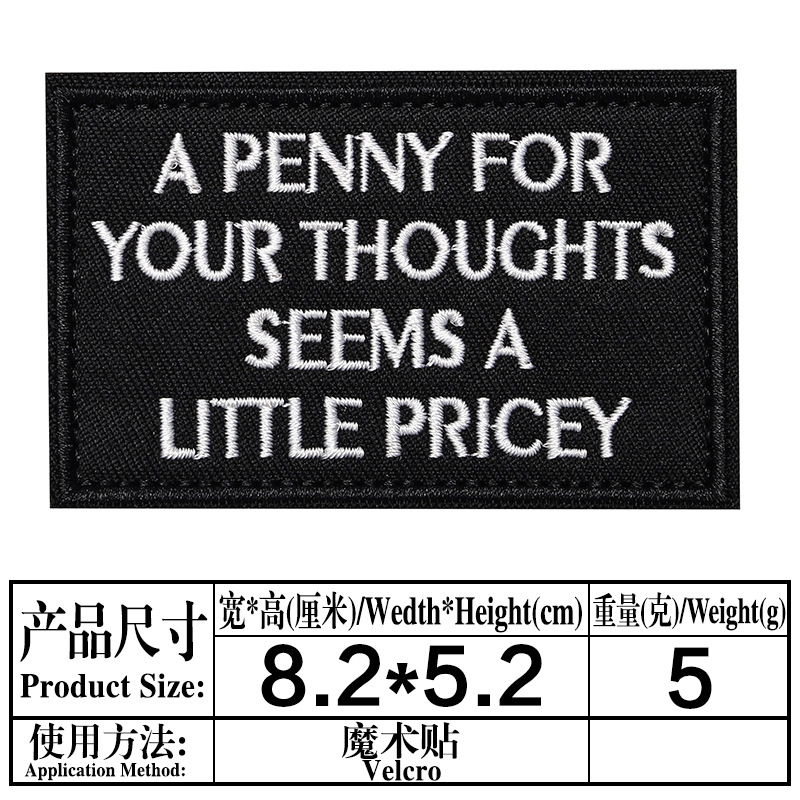 A PENNY FOR
YOUR THOUGHTS
SEEMS A
LITTLE PRICEY
产品尺寸
Product Size:
宽*高(厘米)/Wedth*Height(cm)
重量(克)/Weight(g)
8.2*5.2
5
使用方法:
Application Method:
魔术贴
Velcro